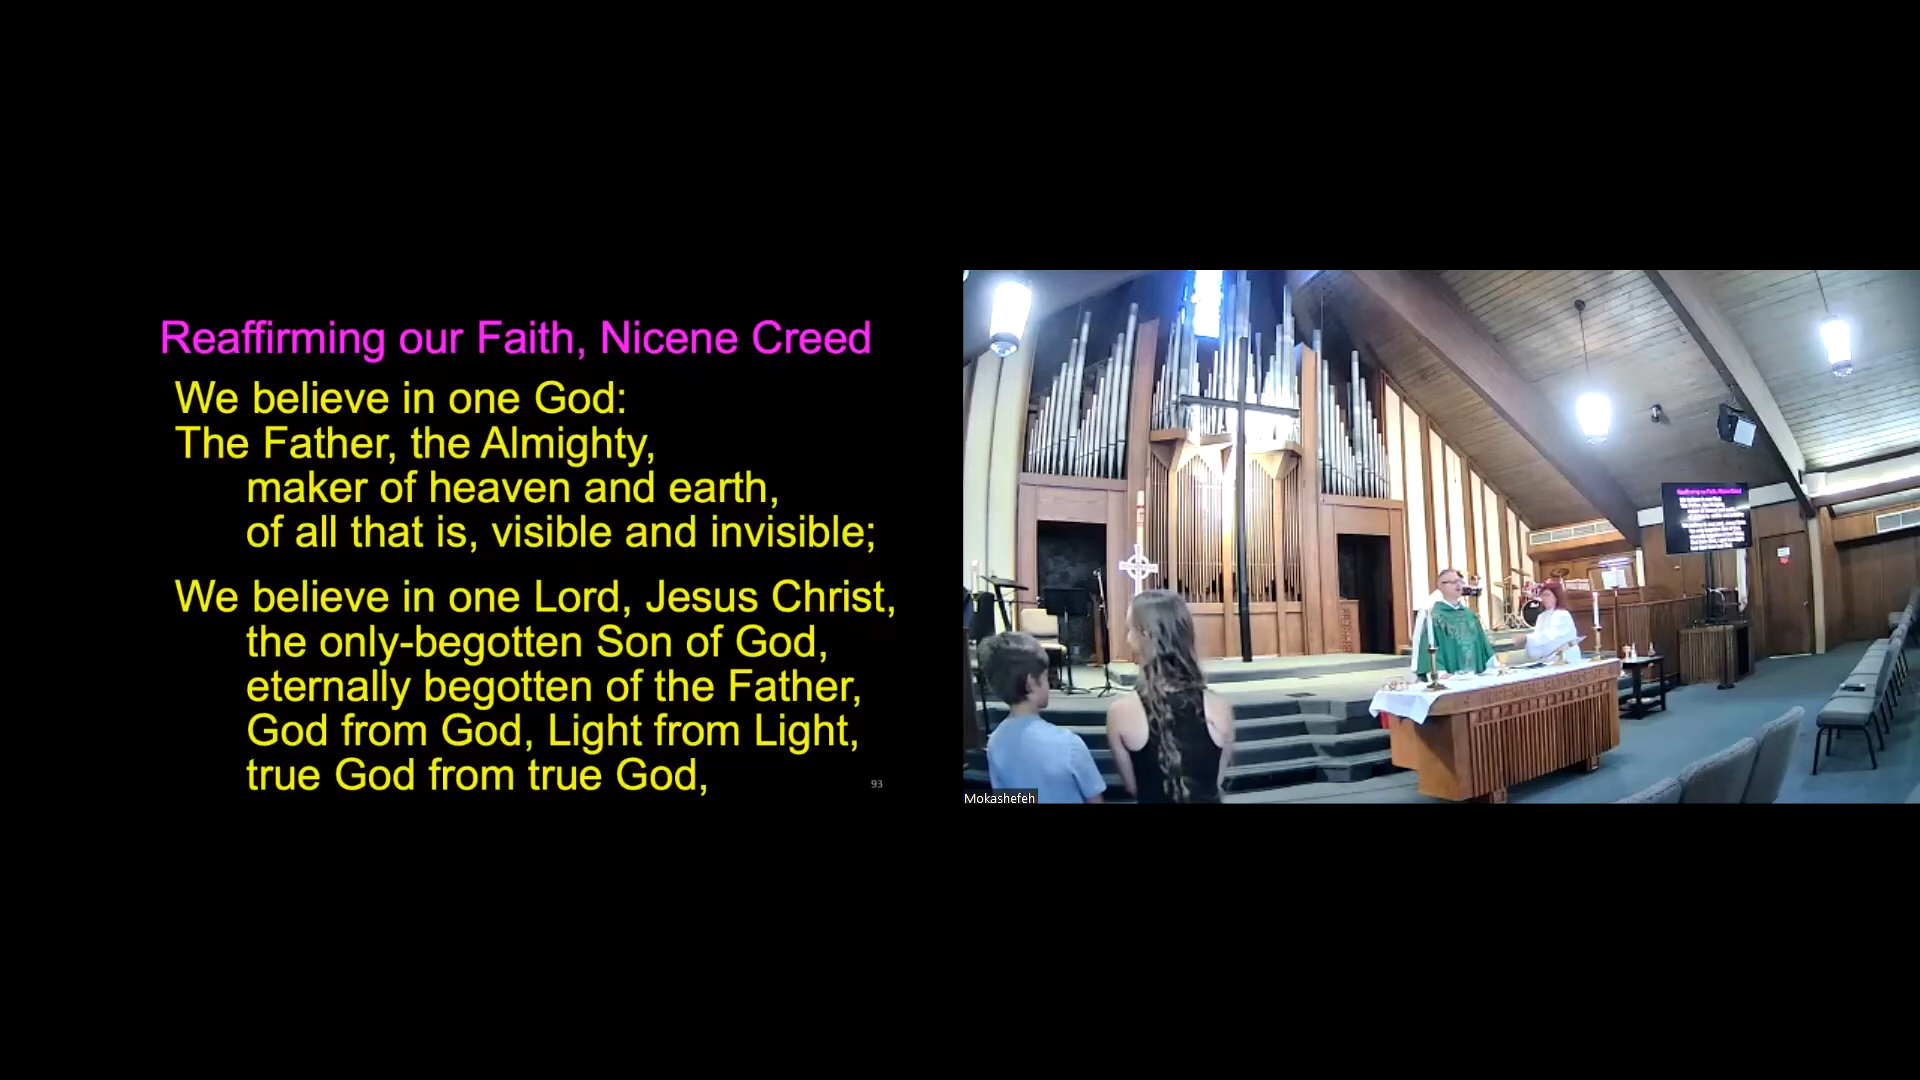 Reaffirming our Faith, Nicene Creed
We believe in one God:
The Father, the Almighty,
maker of heaven and earth,
of all that is, visible and invisible;
We believe in one Lord, Jesus Christ,
the only-begotten Son of God,
eternally begotten of the Father,
God from God, Light from Light,
true God from true God,
93
Mokashefeh